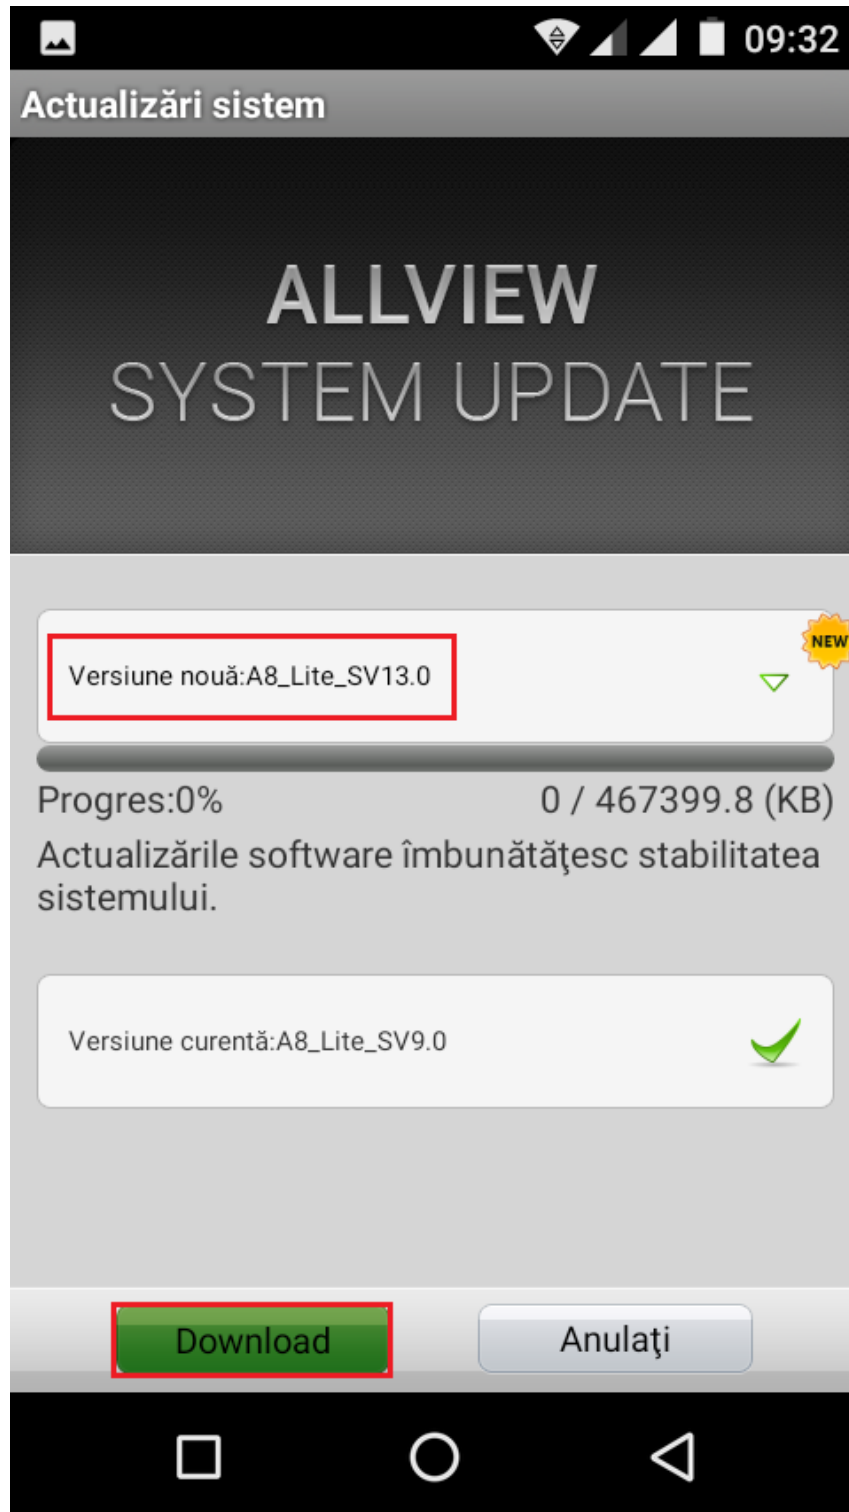 09:32
Actualizări sistem
ALLVIEW
SYSTEM UPDATE
NEW
Versiune nouă:A8_Lite_SV13.0
Progres:0% 0 / 467399.8 (KB)
Actualizările software îmbunătăţesc stabilitatea
sistemului.
Versiune curentă:A8_Lite_SV9.0
Download Anulaţi